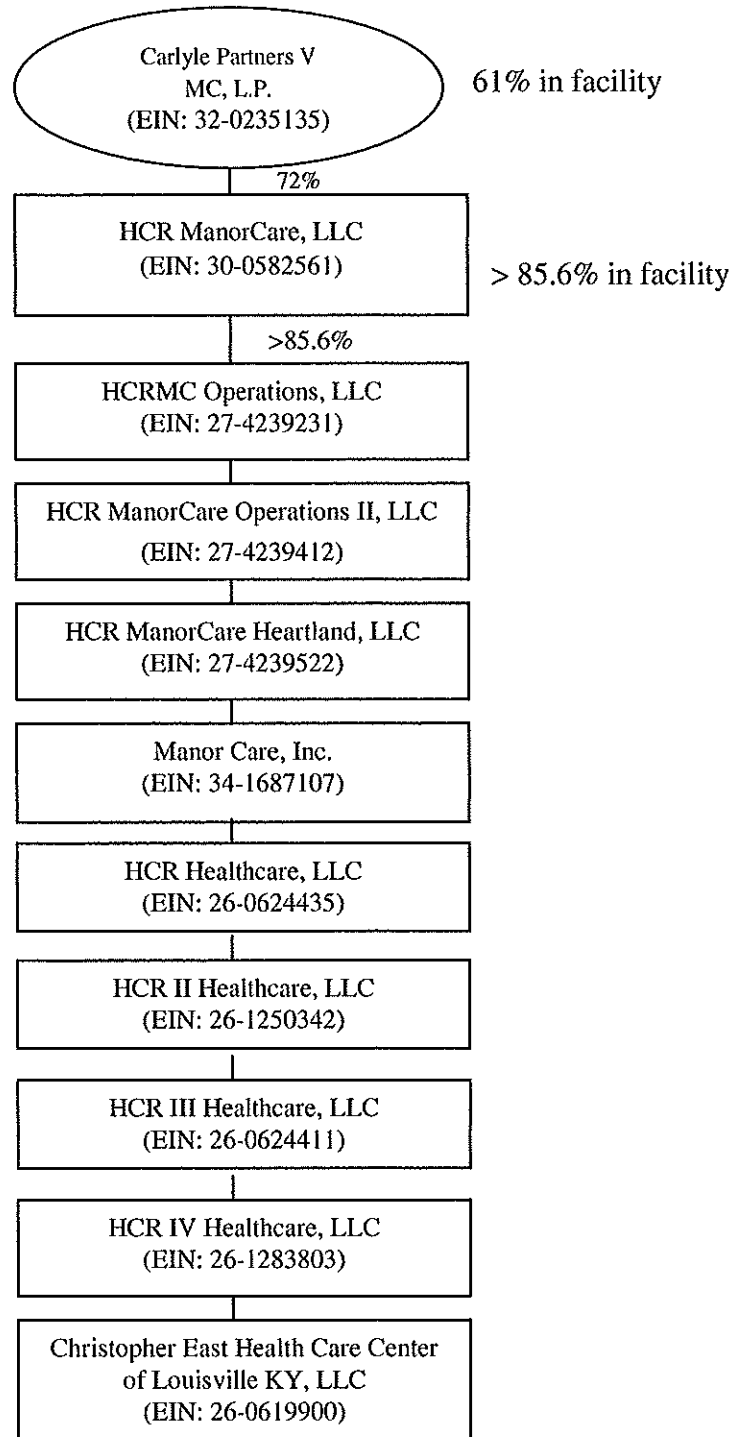 Carlyle Partners V
MC, L.P.
(EIN: 32-0235135)
61% in facility
72%
HCR ManorCare, LLC
(EIN: 30-0582561)
> 85.6% in facility
>85.6%
HCRMC Operations, LLC
(EIN: 27-4239231)
HCR ManorCare Operations II, LLC
(EIN: 27-4239412)
HCR ManorCare Heartland, LLC
(EIN: 27-4239522)
Manor Care, Inc.
(EIN: 34-1687107)
HCR Healthcare, LLC
(EIN: 26-0624435)
HCR II Healthcare, LLC
(EIN: 26-1250342)
HCR III Healthcare, LLC
(EIN: 26-0624411)
HCR IV Healthcare, LLC
(EIN: 26-1283803)
Christopher East Health Care Center
of Louisville KY, LLC
(EIN: 26-0619900)